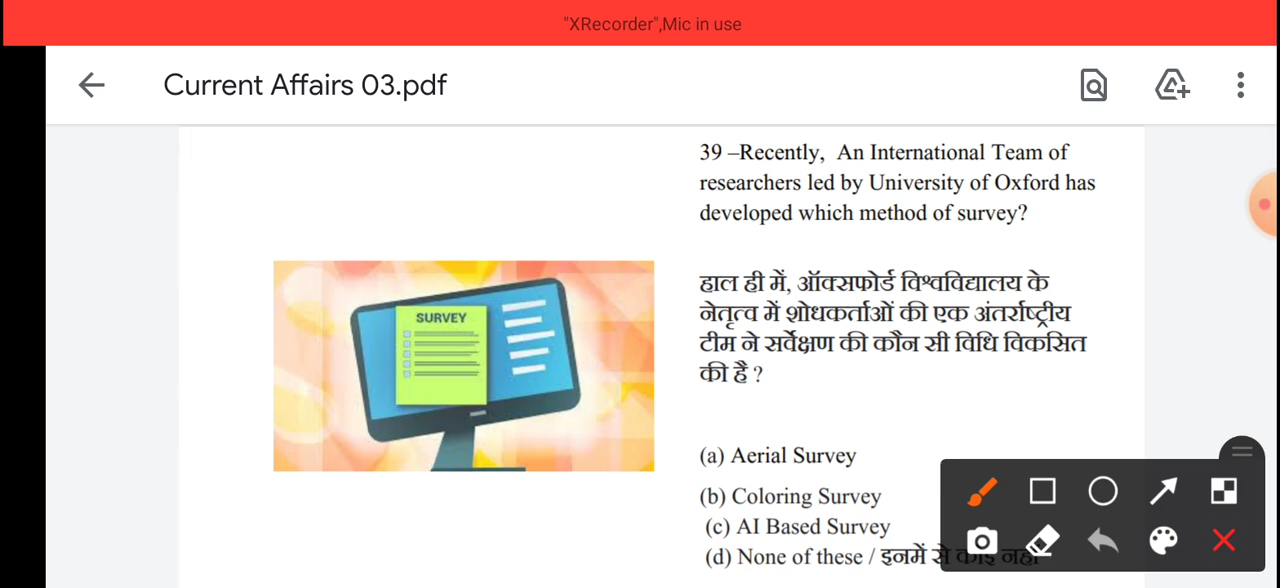 "XRecorder",Mic in use
Current Affairs 03.pdf
39 –Recently, An International Team of
researchers led by University of Oxford has
developed which method of survey?
हाल ही में, ऑक्सफोर्ड विश्वविद्यालय के
नेतृत्व में शोधकर्ताओं की एक अंतर्राष्ट्रीय
टीम ने सर्वेक्षण की कौन सी विधि विकसित
की है ?
SURVEY
(a) Aerial Survey
(b) Coloring Survey
(c) AI Based Survey
(d) None of these / इनमें से कोई नहीं